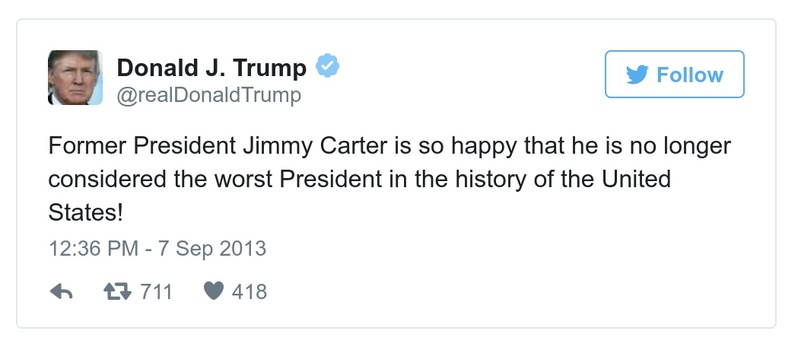 Donald J. Trump
@realDonaldTrump
Follow
Former President Jimmy Carter is so happy that he is no longer
considered the worst President in the history of the United
States!
12:36 PM - 7 Sep 2013
711 418